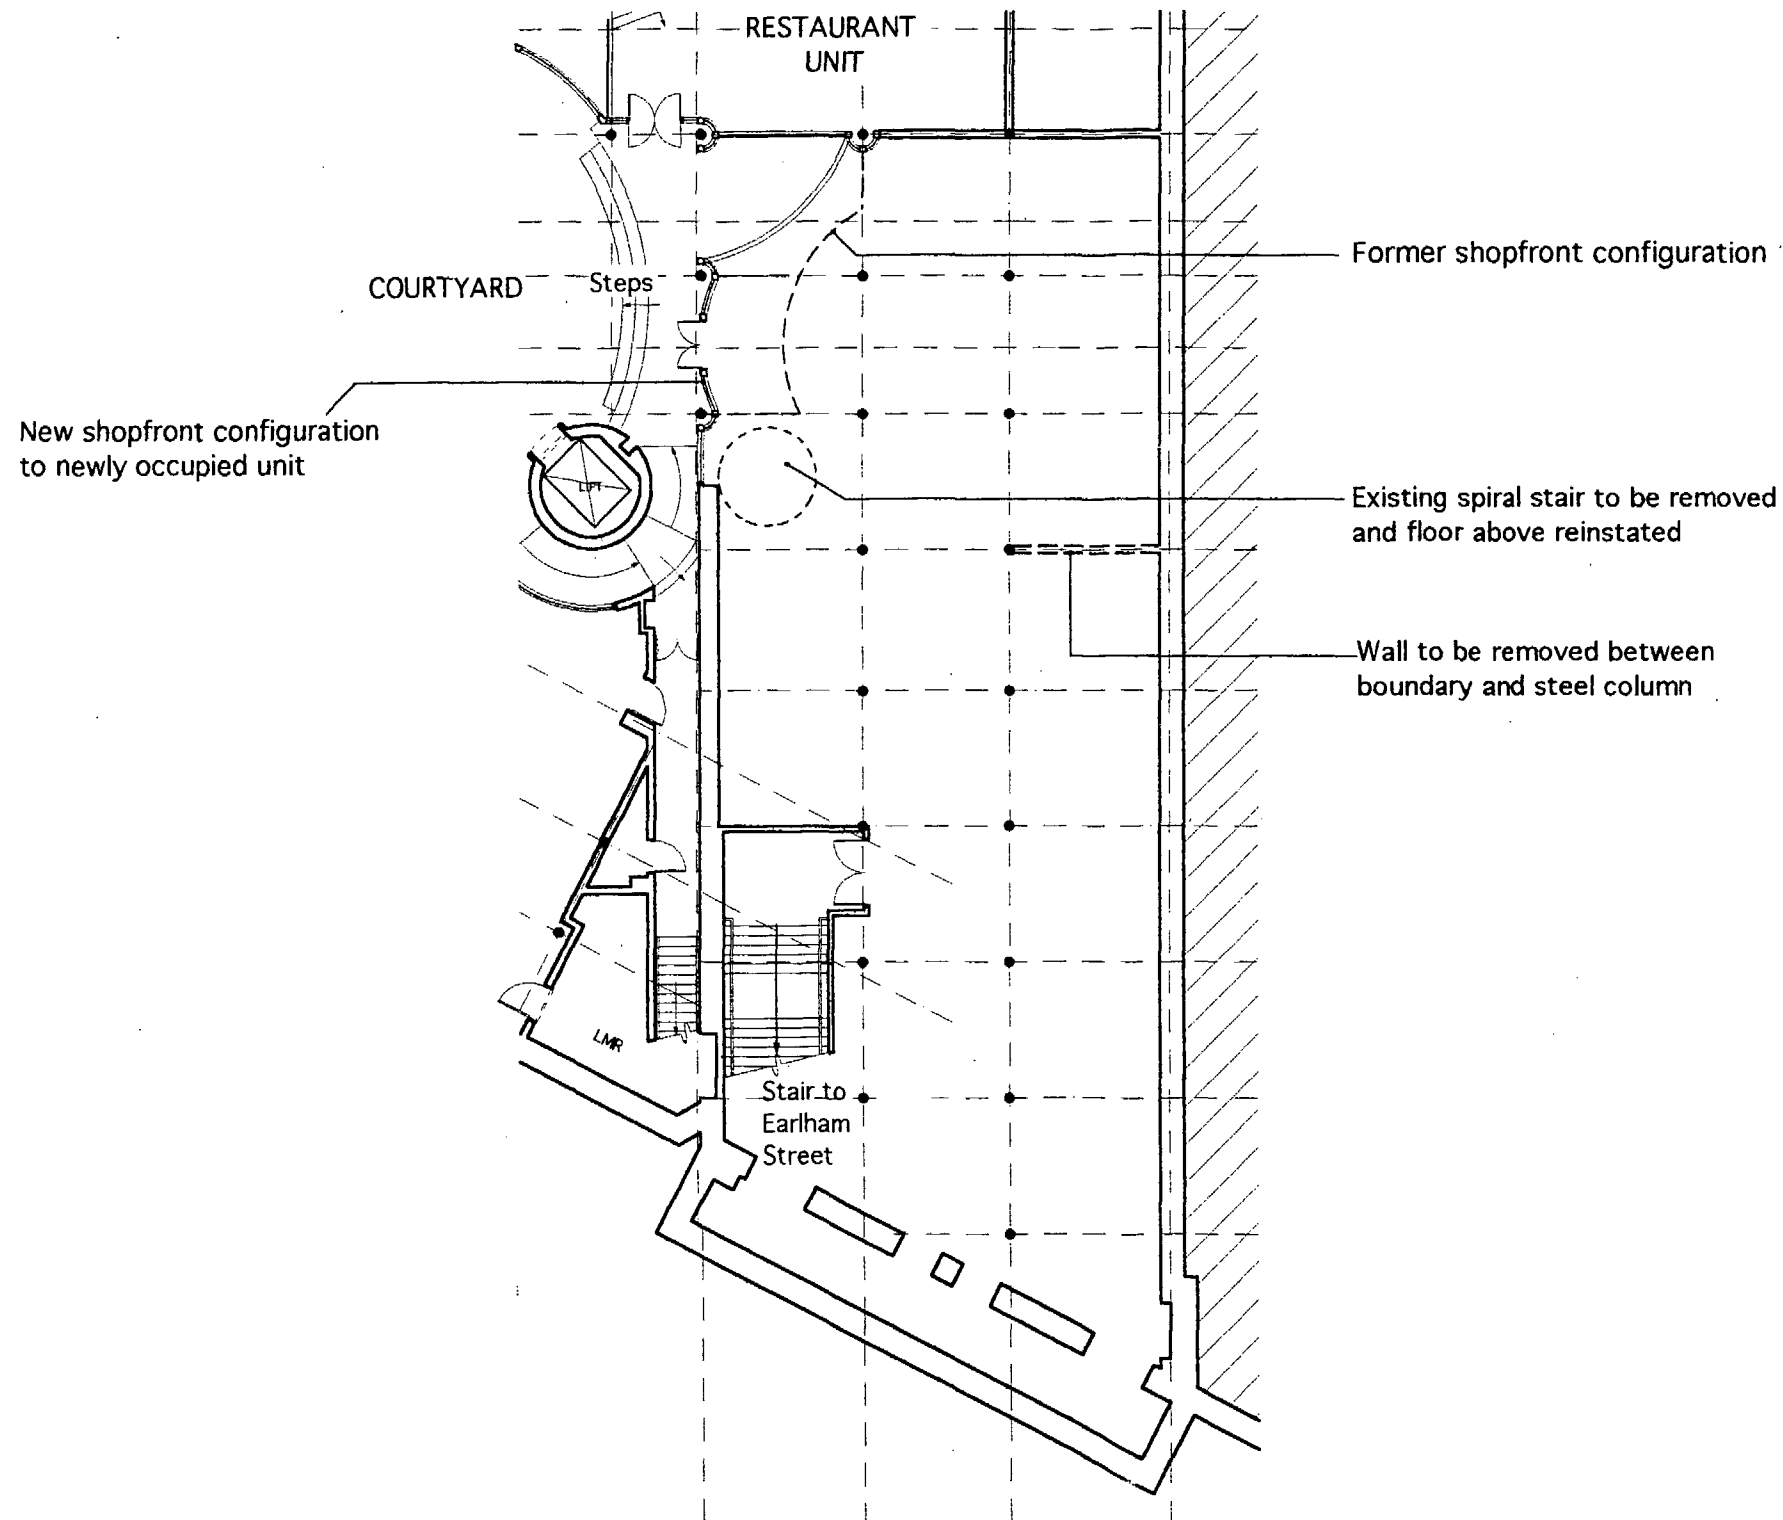 RESTAURANT
UNIT
Former shopfront configuration
COURTYARD
Steps
New shopfront configuration
to newly occupied unit
LIFT
Existing spiral stair to be removed
and floor above reinstated
Wall to be removed between
boundary and steel column
LMR
Stair to
Earlham
Street